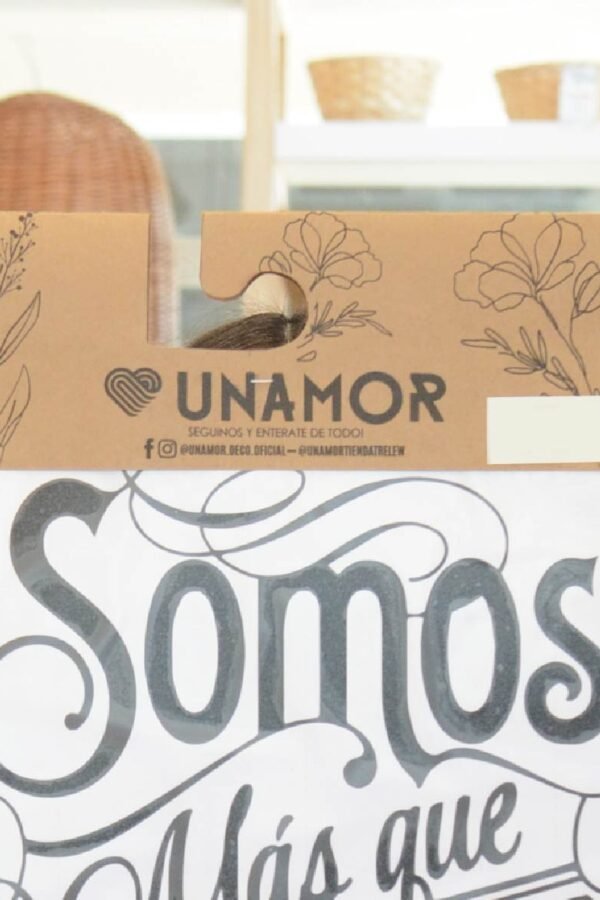 UNAMOR
SEGUINOS Y ENTERATE DE TODO!
@UNAMOR.DECO.OFICIAL — @UNAMORTIENDATRELEW
Somos
Más que